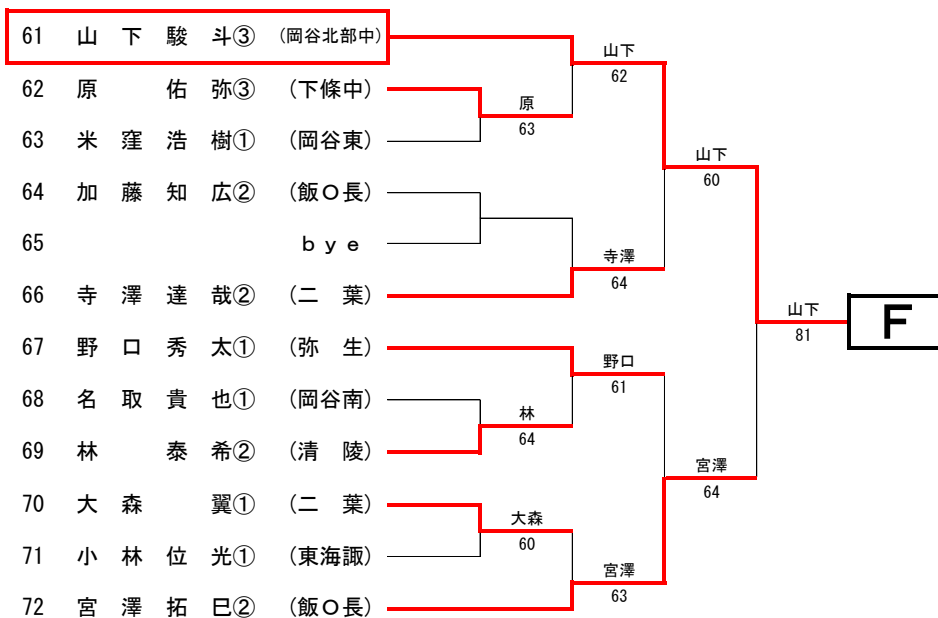 61 山下駿斗③ (岡谷北部中)
62 原 佑弥③ (下條中)
63 米窪浩樹① (岡谷東)
64 加藤知広② (飯O長)
65 bye
66 寺澤達哉② (二葉)
67 野口秀太① (弥生)
68 名取貴也① (岡谷南)
69 林 泰希② (清陵)
70 大森 翼① (二葉)
71 小林位光① (東海諏)
72 宮澤拓巳② (飯O長)
原
63
林
64
大森
60
山下
62
寺澤
64
野口
61
宮澤
63
山下
60
宮澤
64
山下
81
F